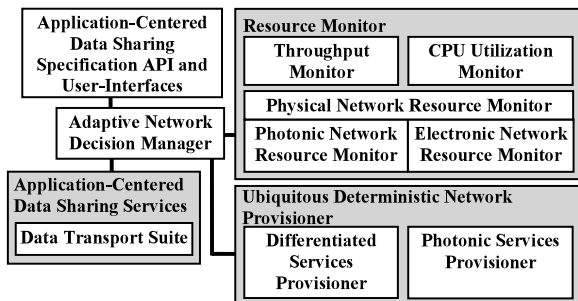 Application-Centered
Data Sharing
Specification API and
User-Interfaces
Adaptive Network
Decision Manager
Application-Centered
Data Sharing Services
Data Transport Suite
Resource Monitor
Throughput
Monitor
CPU Utilization
Monitor
Physical Network Resource Monitor
Photonic Network
Resource Monitor
Electronic Network
Resource Monitor
Ubiquitous Deterministic Network
Provisioner
Differentiated
Services
Provisioner
Photonic Services
Provisioner